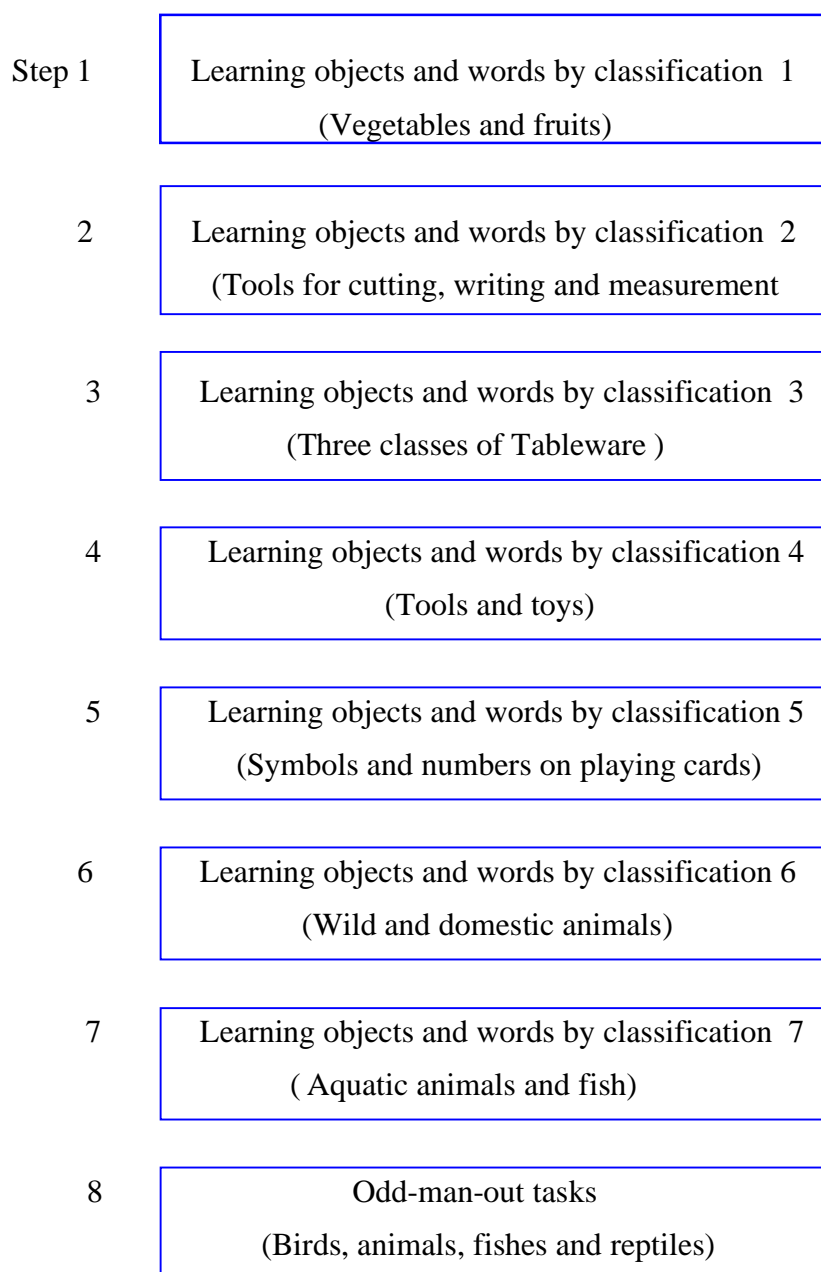 Step 1 Learning objects and words by classification 1
(Vegetables and fruits)
2 Learning objects and words by classification 2
(Tools for cutting, writing and measurement
3 Learning objects and words by classification 3
(Three classes of Tableware )
4 Learning objects and words by classification 4
(Tools and toys)
5 Learning objects and words by classification 5
(Symbols and numbers on playing cards)
6 Learning objects and words by classification 6
(Wild and domestic animals)
7 Learning objects and words by classification 7
( Aquatic animals and fish)
8 Odd-man-out tasks
(Birds, animals, fishes and reptiles)